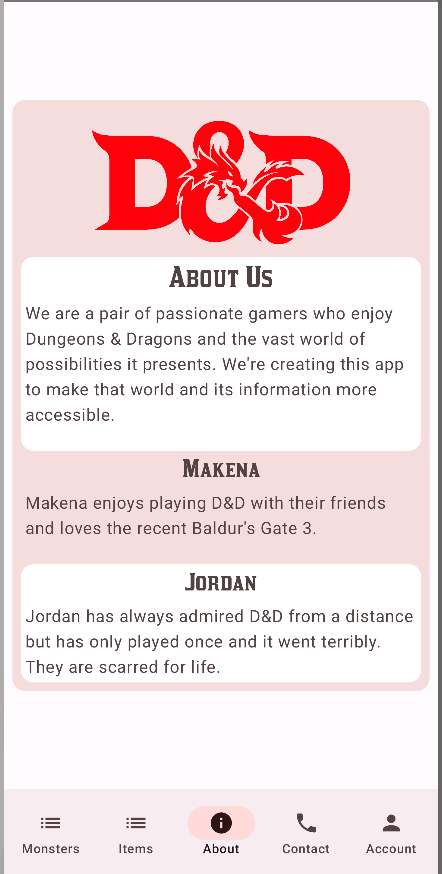 D&D
About Us
We are a pair of passionate gamers who enjoy
Dungeons & Dragons and the vast world of
possibilities it presents. We're creating this app
to make that world and its information more
accessible.
Makena
Makena enjoys playing D&D with their friends
and loves the recent Baldur's Gate 3.
Jordan
Jordan has always admired D&D from a distance
but has only played once and it went terribly.
They are scarred for life.
Monsters
Items
About
Contact
Account